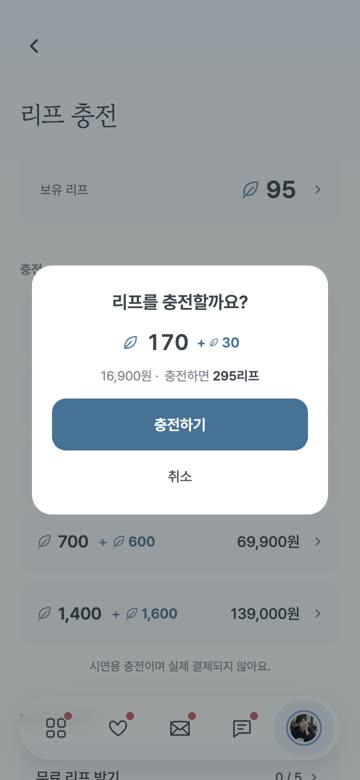 리프 충전
보유 리프 95
충전
리프를 충전할까요?
170 + 30
16,900원 · 충전하면 295리프
충전하기
취소
700 + 600 69,900원
1,400 + 1,600 139,000원
시연용 충전이며 실제 결제되지 않아요.
무료 리프 받기 0 / 5